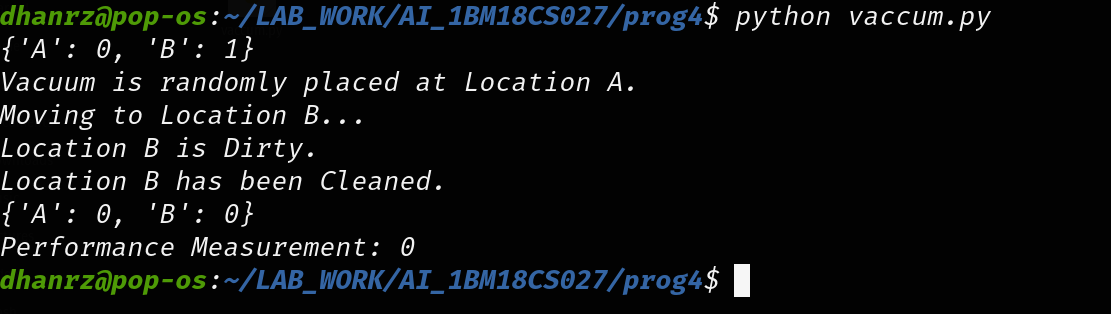 dhanrz@pop-os:~/LAB_WORK/AI_1BM18CS027/prog4$ python vaccum.py
{'A': 0, 'B': 1}
Vacuum is randomly placed at Location A.
Moving to Location B...
Location B is Dirty.
Location B has been Cleaned.
{'A': 0, 'B': 0}
Performance Measurement: 0
dhanrz@pop-os:~/LAB_WORK/AI_1BM18CS027/prog4$